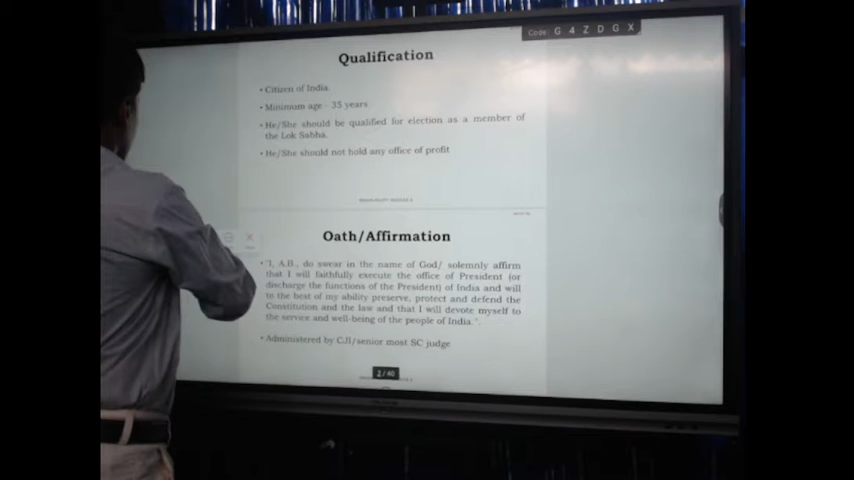 Code: G 4 Z D G X
Qualification
• Citizen of India.
• Minimum age - 35 years
• He/She should be qualified for election as a member of
the Lok Sabha.
• He/She should not hold any office of profit
Oath/Affirmation
• "I, A.B., do swear in the name of God/ solemnly affirm
that I will faithfully execute the office of President (or
discharge the functions of the President) of India and will
to the best of my ability preserve, protect and defend the
Constitution and the law and that I will devote myself to
the service and well-being of the people of India.".
• Administered by CJI/senior most SC judge
2 / 40